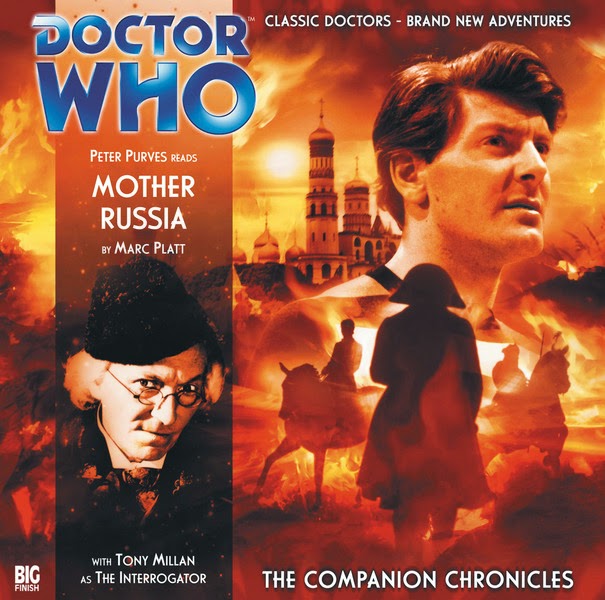 DOCTOR WHO™
CLASSIC DOCTORS - BRAND NEW ADVENTURES
PETER PURVES READS
MOTHER
RUSSIA
BY MARC PLATT
WITH TONY MILLAN
AS THE INTERROGATOR
BIG
FINISH
THE COMPANION CHRONICLES